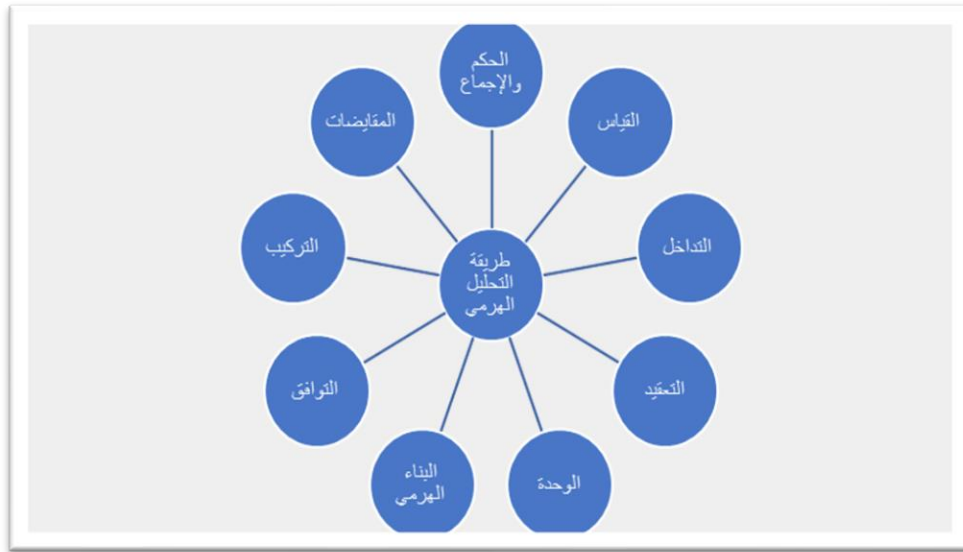 الحكم
والإجماع
القياس
المقايضات
التداخل
التركيب
طريقة
التحليل
الهرمي
التعقيد
التوافق
الوحدة
البناء
الهرمي